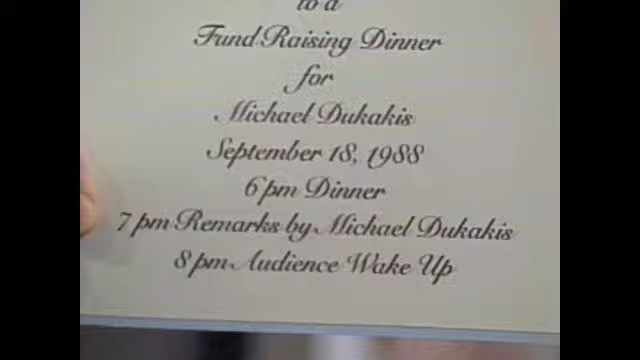 to a
Fund Raising Dinner
for
Michael Dukakis
September 18, 1988
6 pm Dinner
7 pm Remarks by Michael Dukakis
8 pm Audience Wake Up